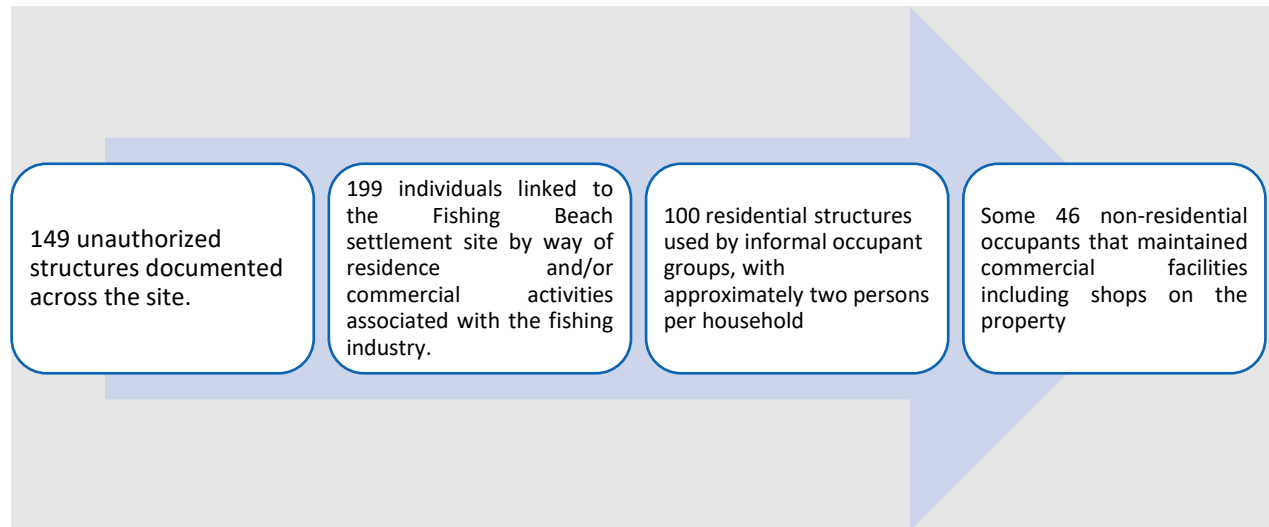 149 unauthorized
structures documented
across the site.
199 individuals linked to
the Fishing Beach
settlement site by way of
residence and/or
commercial activities
associated with the fishing
industry.
100 residential structures
used by informal occupant
groups, with
approximately two persons
per household
Some 46 non-residential
occupants that maintained
commercial facilities
including shops on the
property